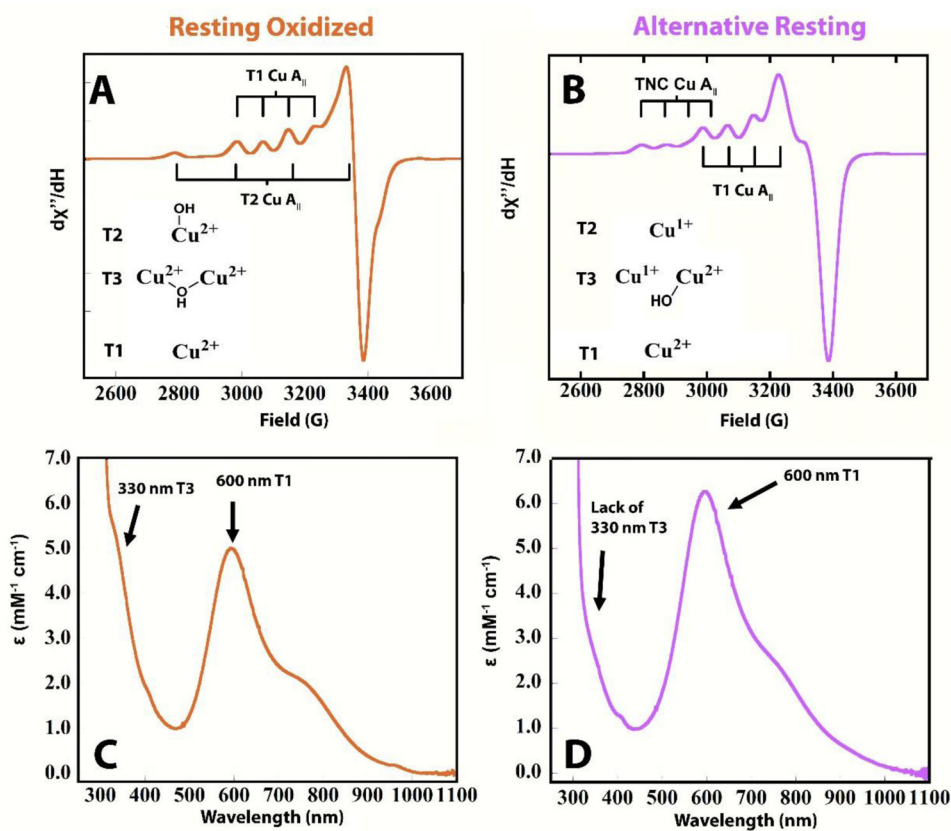 Resting Oxidized
Alternative Resting
A
T1 Cu A||
T2 Cu A||
OH
T2 Cu2+
T3 Cu2+ Cu2+
O
H
T1 Cu2+
dχ’’/dH
2600 2800 3000 3200 3400 3600
Field (G)
B
TNC Cu A||
T1 Cu A||
T2 Cu1+
T3 Cu1+ Cu2+
HO
T1 Cu2+
dχ’’/dH
2600 2800 3000 3200 3400 3600
Field (G)
7.0
6.0
5.0
4.0
3.0
2.0
1.0
0.0
ε (mM-1 cm-1)
330 nm T3
600 nm T1
C
300 400 500 600 700 800 900 1000 1100
Wavelength (nm)
7.0
6.0
5.0
4.0
3.0
2.0
1.0
0.0
ε (mM-1 cm-1)
Lack of
330 nm T3
600 nm T1
D
300 400 500 600 700 800 900 1000 1100
Wavelength (nm)